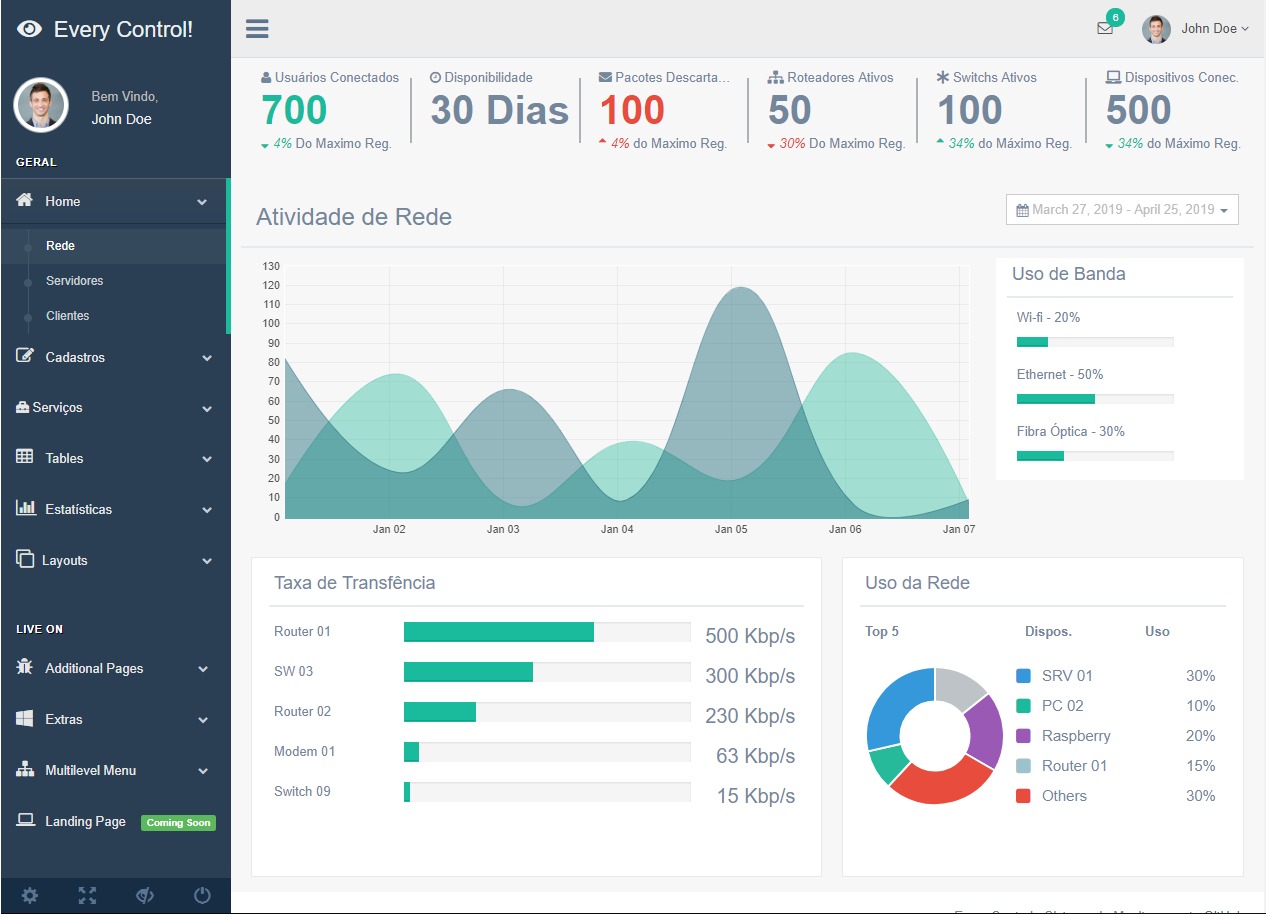 Every Control!
6
John Doe
Bem Vindo,
John Doe
GERAL
Home
Rede
Servidores
Clientes
Cadastros
Serviços
Tables
Estatísticas
Layouts
LIVE ON
Additional Pages
Extras
Multilevel Menu
Landing Page Coming Soon
Usuários Conectados
700
4% Do Maximo Reg.
Disponibilidade
30 Dias
Pacotes Descarta...
100
4% do Maximo Reg.
Roteadores Ativos
50
30% Do Maximo Reg.
Switchs Ativos
100
34% do Máximo Reg.
Dispositivos Conec.
500
34% do Máximo Reg.
Atividade de Rede
March 27, 2019 - April 25, 2019
130
120
110
100
90
80
70
60
50
40
30
20
10
0
Jan 02 Jan 03 Jan 04 Jan 05 Jan 06 Jan 07
Uso de Banda
Wi-fi - 20%
Ethernet - 50%
Fibra Óptica - 30%
Taxa de Transfência
Router 01 500 Kbp/s
SW 03 300 Kbp/s
Router 02 230 Kbp/s
Modem 01 63 Kbp/s
Switch 09 15 Kbp/s
Uso da Rede
Top 5 Dispos. Uso
SRV 01 30%
PC 02 10%
Raspberry 20%
Router 01 15%
Others 30%